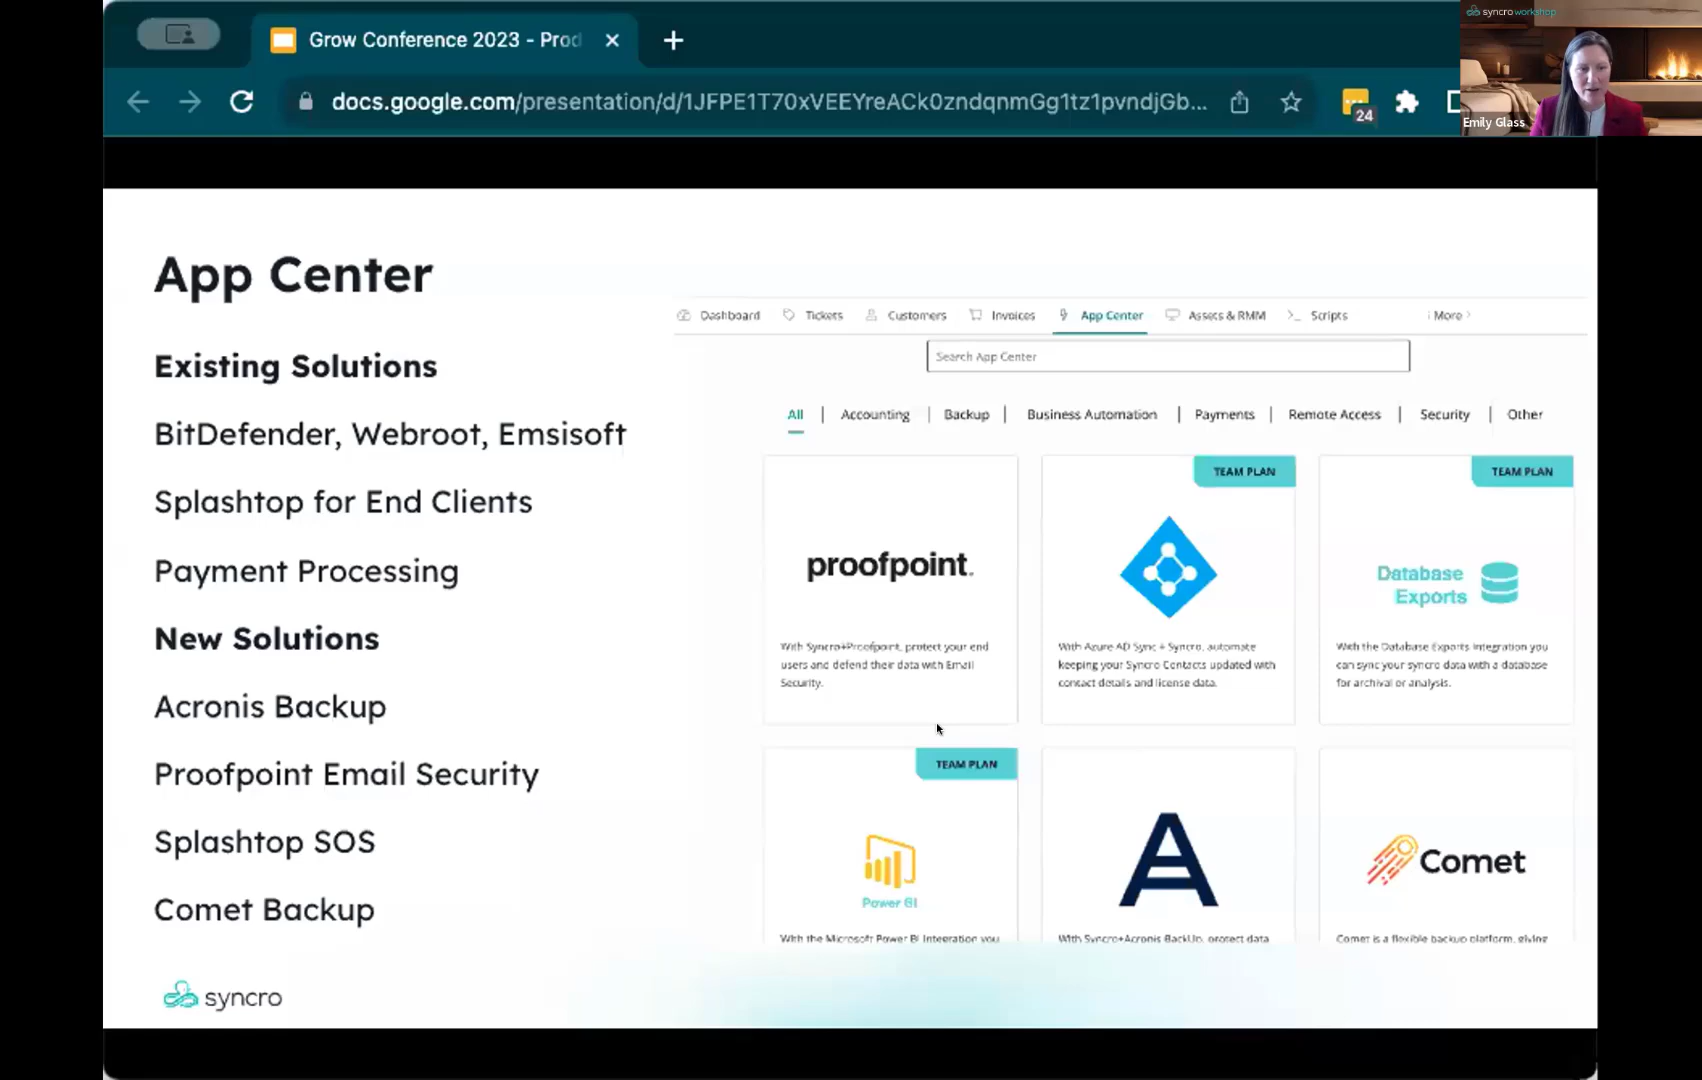 Grow Conference 2023 - Prod
docs.google.com/presentation/d/1JFPE1T70xVEEYreACk0zndqnmGg1tz1pvndjGb...
24
syncro workshop
Emily Glass
App Center
Existing Solutions
BitDefender, Webroot, Emsisoft
Splashtop for End Clients
Payment Processing
New Solutions
Acronis Backup
Proofpoint Email Security
Splashtop SOS
Comet Backup
syncro
Dashboard Tickets Customers Invoices App Center Assets & RMM Scripts More
Search App Center
All | Accounting | Backup | Business Automation | Payments | Remote Access | Security | Other
proofpoint.
With Syncro+Proofpoint, protect your end
users and defend their data with Email
Security.
TEAM PLAN
With Azure AD Sync + Syncro, automate
keeping your Syncro Contacts updated with
contact details and license data.
TEAM PLAN
Database
Exports
With the Database Exports Integration you
can sync your syncro data with a database
for archival or analysis.
TEAM PLAN
Power BI
With the Microsoft Power BI Integration you
With Syncro+Acronis BackUp, protect data
Comet
Comet is a flexible backup platform, giving